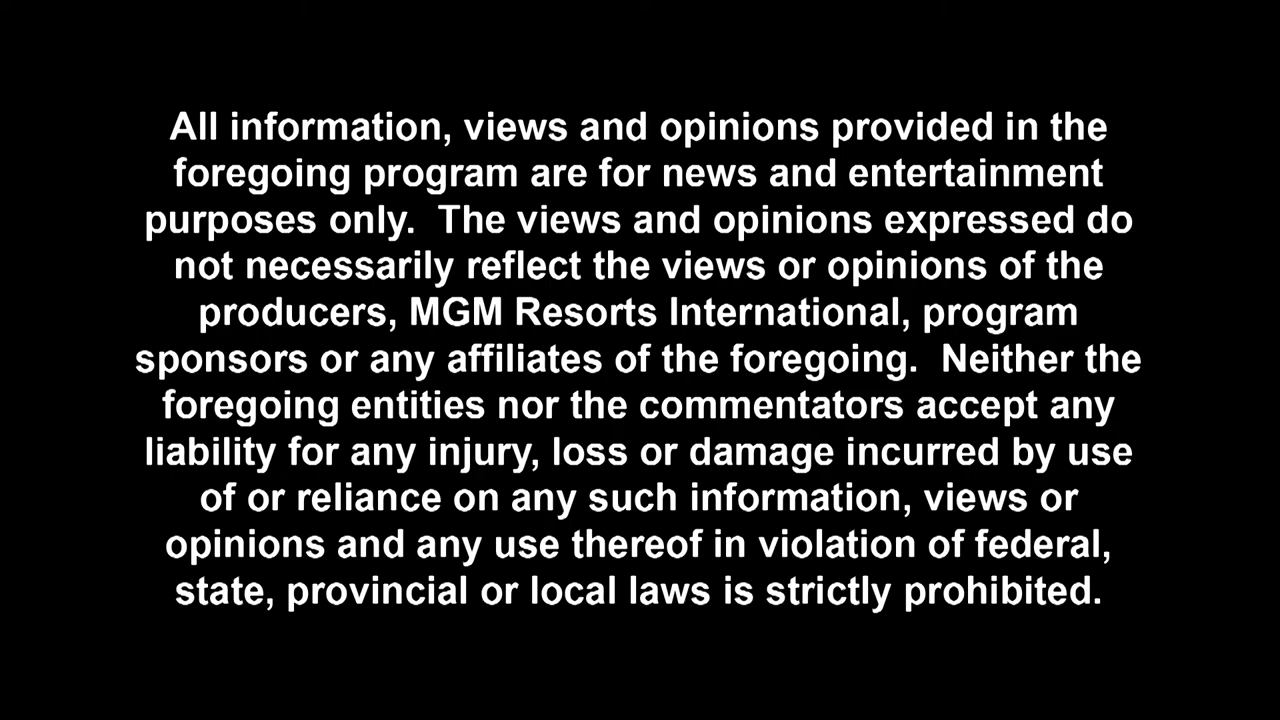 All information, views and opinions provided in the
foregoing program are for news and entertainment
purposes only.  The views and opinions expressed do
not necessarily reflect the views or opinions of the
producers, MGM Resorts International, program
sponsors or any affiliates of the foregoing.  Neither the
foregoing entities nor the commentators accept any
liability for any injury, loss or damage incurred by use
of or reliance on any such information, views or
opinions and any use thereof in violation of federal,
state, provincial or local laws is strictly prohibited.